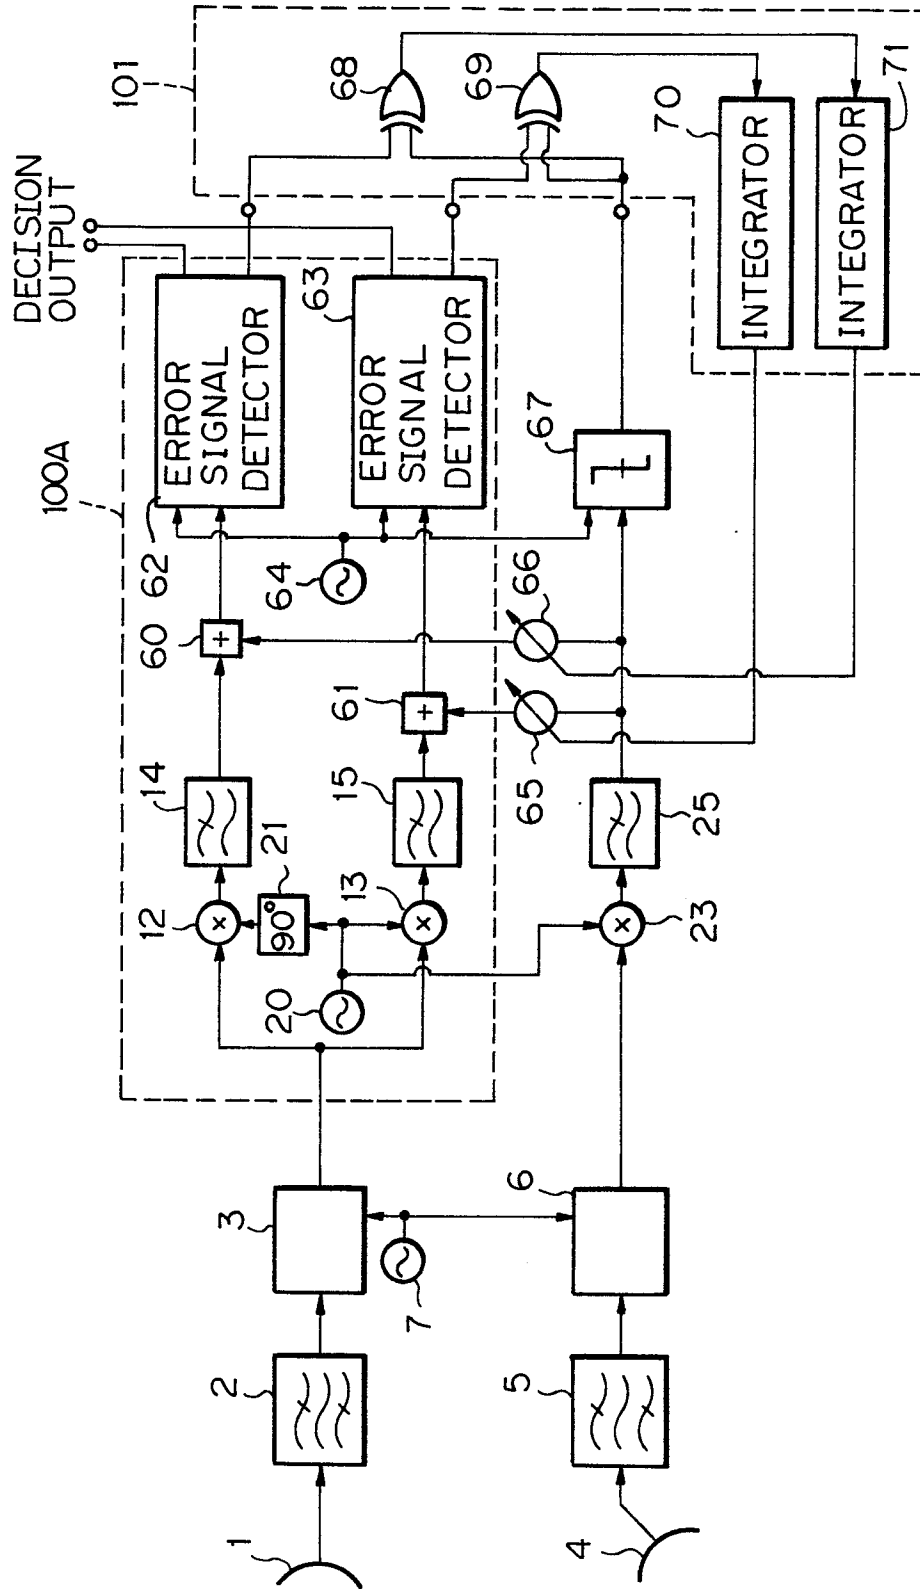 DECISION
OUTPUT
101
100A
ERROR
SIGNAL
DETECTOR
62
ERROR
SIGNAL
DETECTOR
63
68
69
INTEGRATOR
70
INTEGRATOR
71
64
60
61
65
66
67
14
15
25
12
13
21
90°
20
23
3
6
7
2
5
1
4